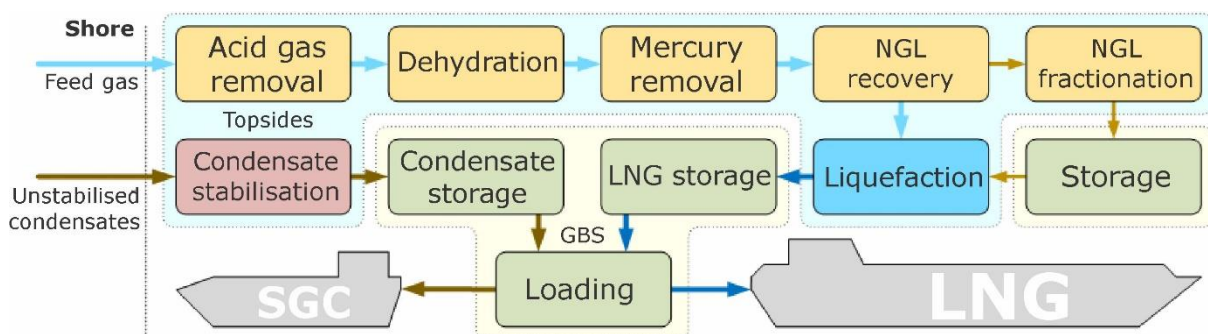 Shore
Feed gas
Acid gas
removal
Dehydration
Mercury
removal
NGL
recovery
NGL
fractionation
Topsides
Unstabilised
condensates
Condensate
stabilisation
Condensate
storage
LNG storage
Liquefaction
Storage
GBS
SGC
Loading
LNG